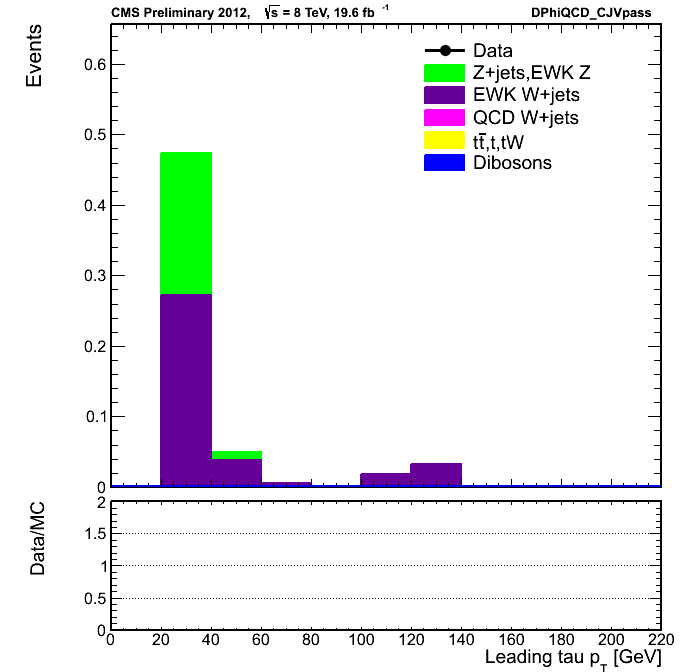 CMS Preliminary 2012, √s = 8 TeV, 19.6 fb⁻¹ DPhiQCD_CJVpass
Events
Data
Z+jets,EWK Z
EWK W+jets
QCD W+jets
tt̅,t,tW
Dibosons
0.6
0.5
0.4
0.3
0.2
0.1
0
Data/MC
2
1.5
1
0.5
0
0 20 40 60 80 100 120 140 160 180 200 220
Leading tau p_T [GeV]